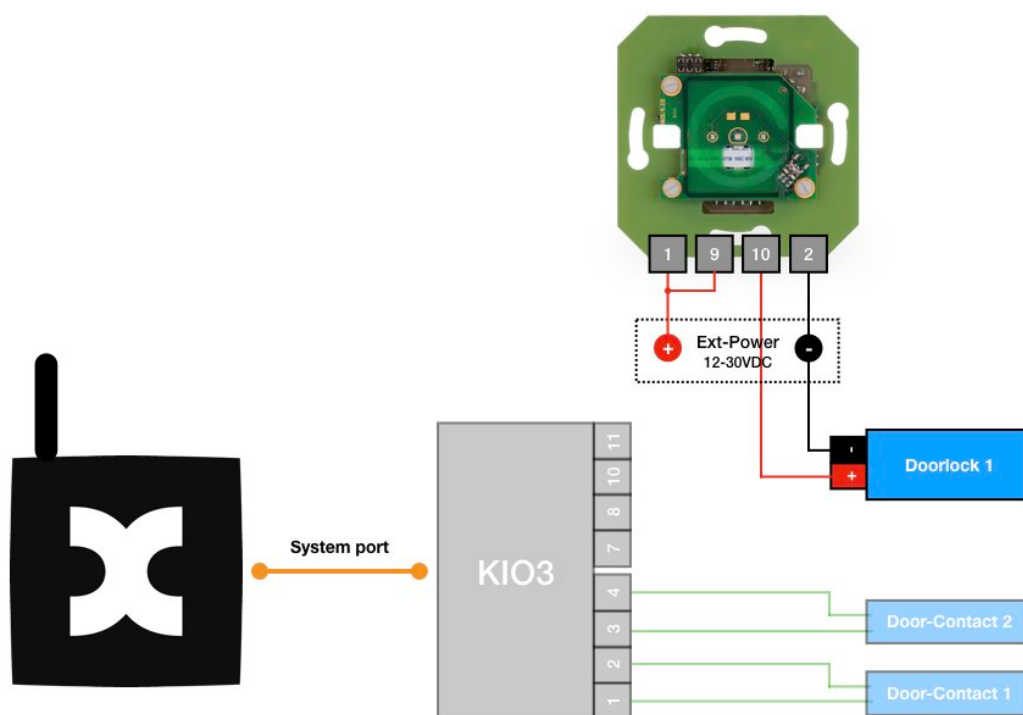 1
9
10
2
+
Ext-Power
-
12-30VDC
11
10
8
7
4
3
2
1
KIO3
System port
-
+
Doorlock 1
Door-Contact 2
Door-Contact 1